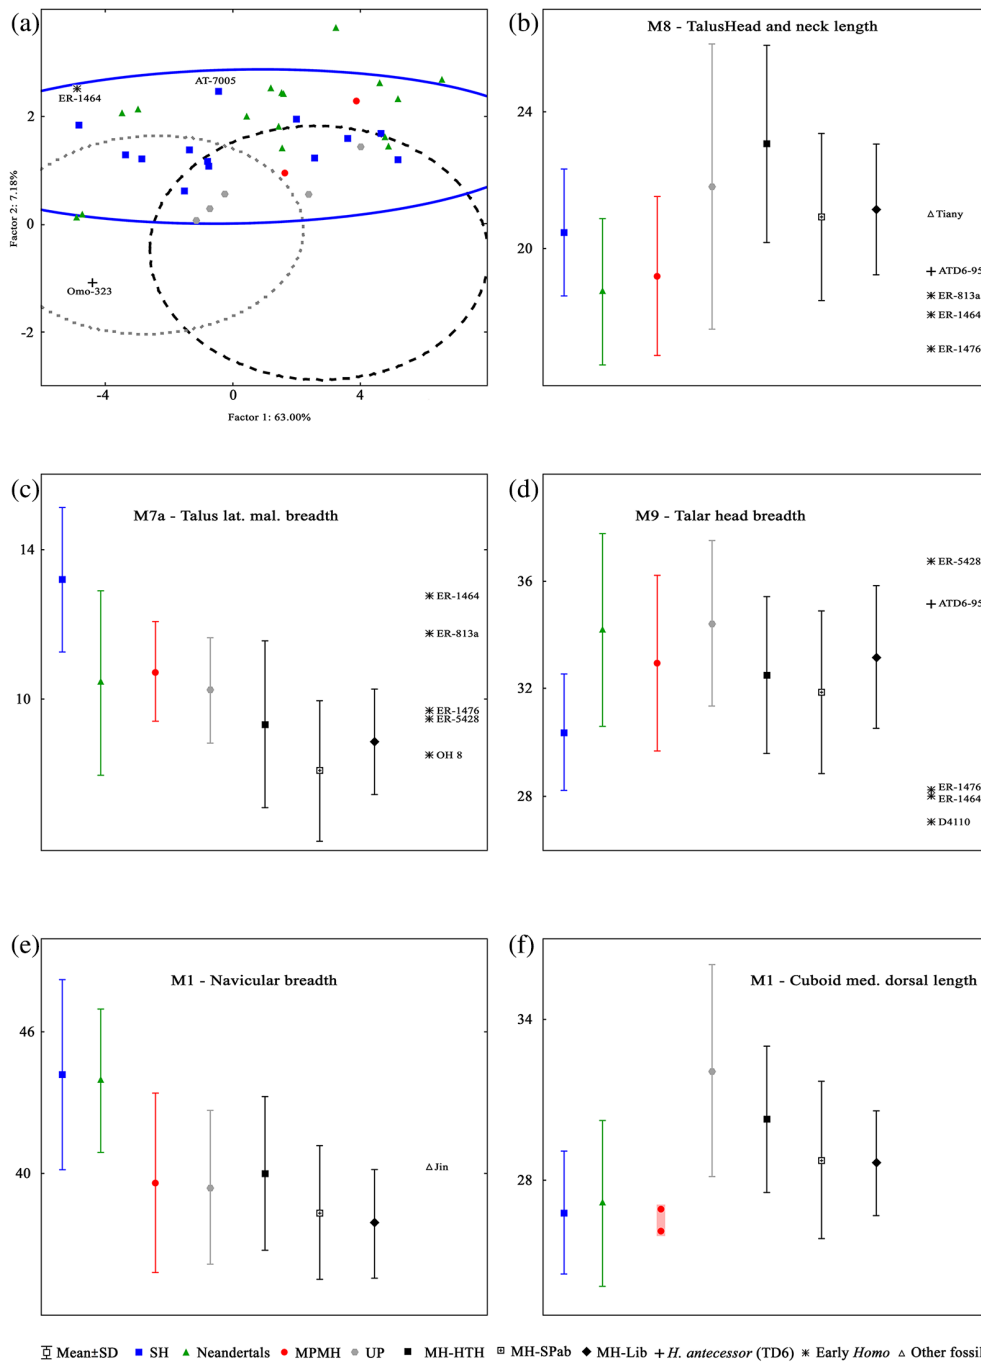 (a)
ER-1464
AT-7005
Omo-323
2
0
-2
-4
0
4
Factor 2: 7.18%
Factor 1: 63.00%
(b)
M8 - TalusHead and neck length
24
20
Tiany
ATD6-95
ER-813a
ER-1464
ER-1476
(c)
M7a - Talus lat. mal. breadth
14
10
ER-1464
ER-813a
ER-1476
ER-5428
OH 8
(d)
M9 - Talar head breadth
36
32
28
ER-5428
ATD6-95
ER-1476
ER-1464
D4110
(e)
M1 - Navicular breadth
46
40
Jin
(f)
M1 - Cuboid med. dorsal length
34
28
Mean±SD SH Neandertals MPMH UP MH-HTH MH-SPab MH-Lib H. antecessor (TD6) Early Homo Other fossil